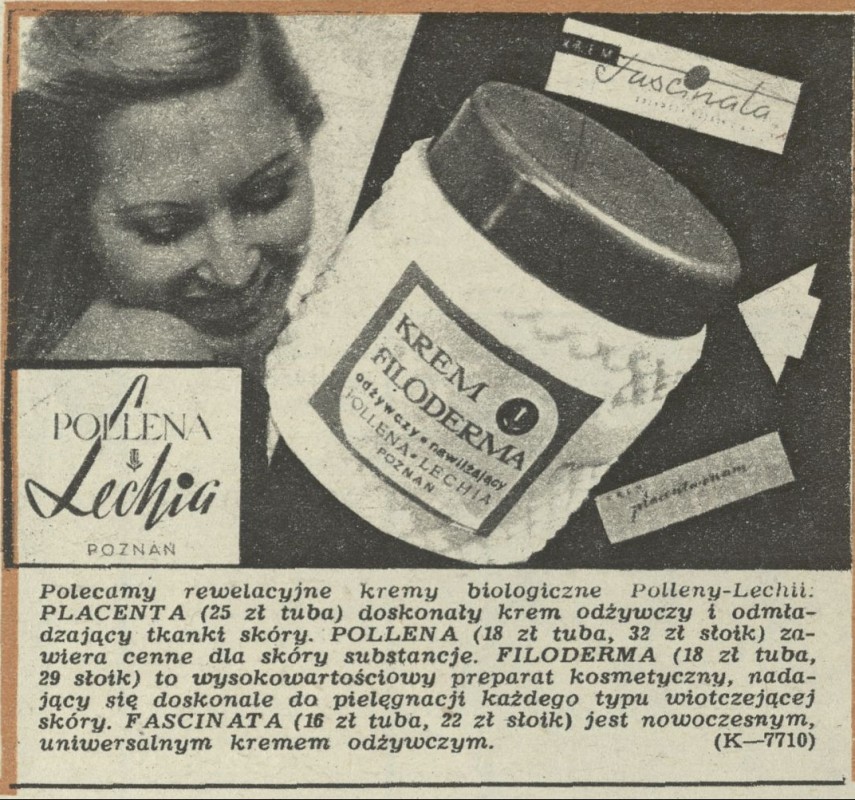 KREM
Fascinata
KREM
FILODERMA
odżywczy • nawilżający
POLLENA • LECHIA
POZNAŃ
POLLENA
Lechia
POZNAŃ
KREM
placenta
Polecamy rewelacyjne kremy biologiczne Polleny-Lechii:
PLACENTA (25 zł tuba) doskonały krem odżywczy i odmła-
dzający tkanki skóry. POLLENA (18 zł tuba, 32 zł słoik) za-
wiera cenne dla skóry substancje. FILODERMA (18 zł tuba,
29 słoik) to wysokowartościowy preparat kosmetyczny, nada-
jący się doskonale do pielęgnacji każdego typu wiotczejącej
skóry. FASCINATA (16 zł tuba, 22 zł słoik) jest nowoczesnym,
uniwersalnym kremem odżywczym. (K—7710)